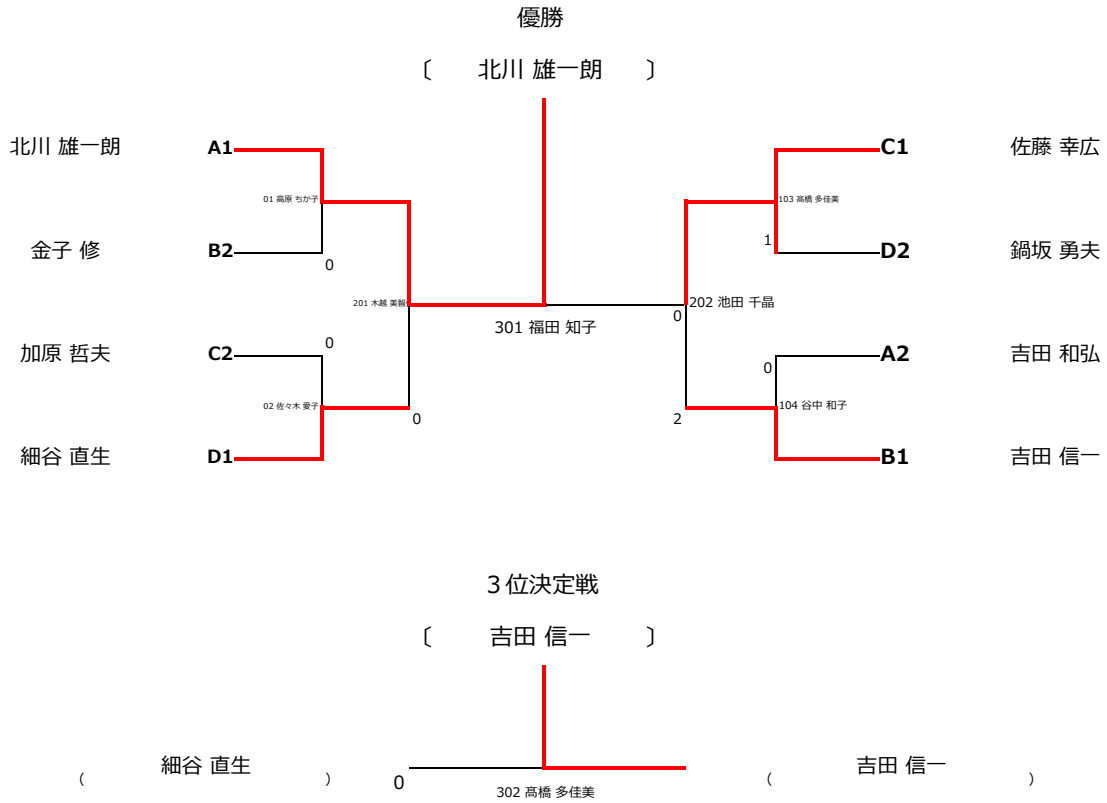 優勝
〔 北川 雄一朗 〕
北川 雄一朗 A1 C1 佐藤 幸広
01 高原 ちか子 103 髙橋 多佳美
金子 修 B2 0 1 D2 鍋坂 勇夫
201 木越 美智 202 池田 千晶
0
301 福田 知子
加原 哲夫 C2 0 0 A2 吉田 和弘
02 佐々木 愛子 104 谷中 和子
0 2
細谷 直生 D1 B1 吉田 信一
３位決定戦
〔 吉田 信一 〕
（ 細谷 直生 ） 0 （ 吉田 信一 ）
302 髙橋 多佳美